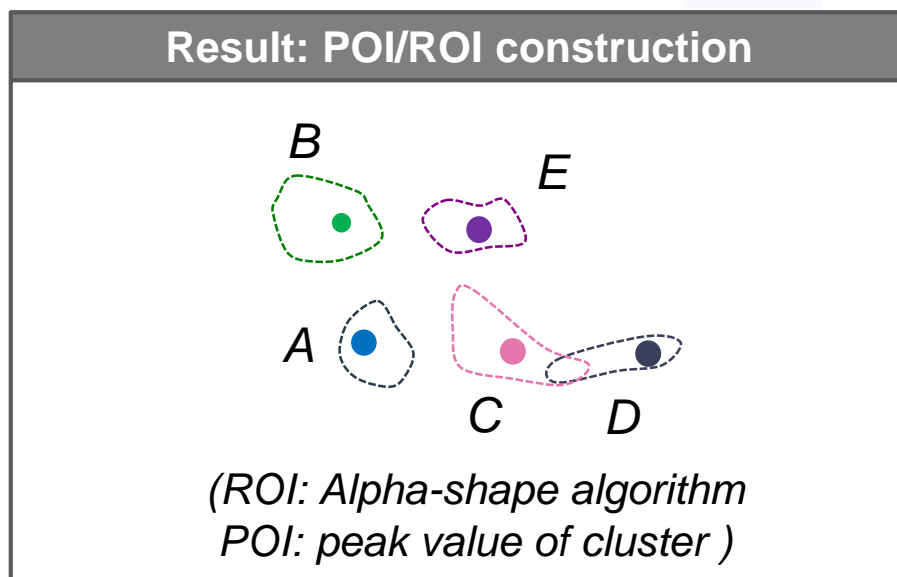 Result: POI/ROI construction
B
E
A
C
D
(ROI: Alpha-shape algorithm
POI: peak value of cluster )